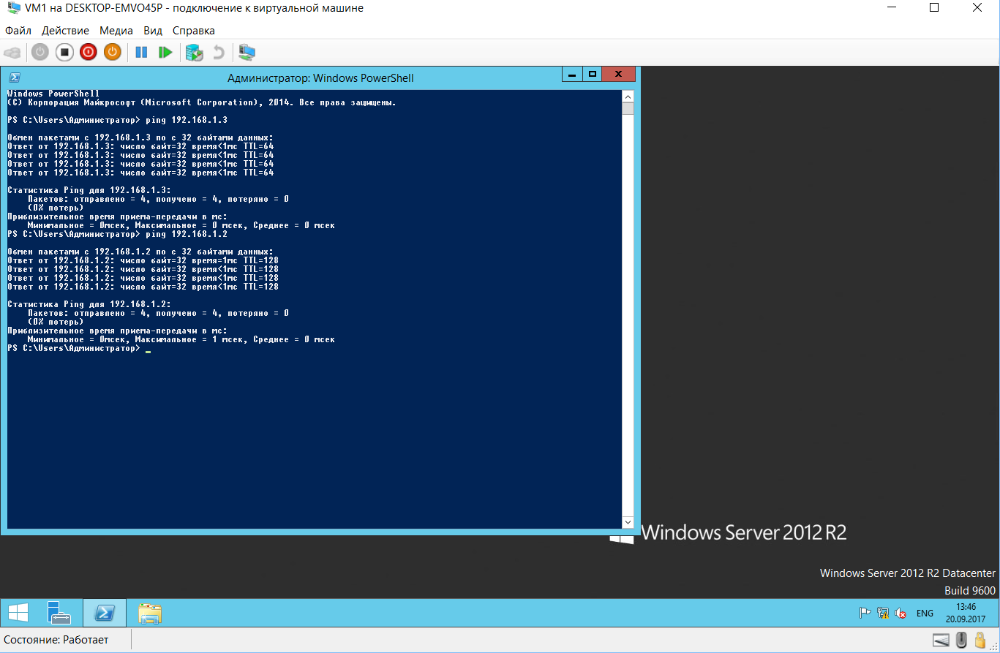 VM1 на DESKTOP-EMVO45P - подключение к виртуальной машине
Файл Действие Медиа Вид Справка
Администратор: Windows PowerShell
Windows PowerShell
(C) Корпорация Майкрософт (Microsoft Corporation), 2014. Все права защищены.
PS C:\Users\Администратор> ping 192.168.1.3
Обмен пакетами с 192.168.1.3 по с 32 байтами данных:
Ответ от 192.168.1.3: число байт=32 время<1мс TTL=64
Ответ от 192.168.1.3: число байт=32 время<1мс TTL=64
Ответ от 192.168.1.3: число байт=32 время<1мс TTL=64
Ответ от 192.168.1.3: число байт=32 время<1мс TTL=64
Статистика Ping для 192.168.1.3:
Пакетов: отправлено = 4, получено = 4, потеряно = 0
(0% потерь)
Приблизительное время приема-передачи в мс:
Минимальное = 0мсек, Максимальное = 0 мсек, Среднее = 0 мсек
PS C:\Users\Администратор> ping 192.168.1.2
Обмен пакетами с 192.168.1.2 по с 32 байтами данных:
Ответ от 192.168.1.2: число байт=32 время=1мс TTL=128
Ответ от 192.168.1.2: число байт=32 время<1мс TTL=128
Ответ от 192.168.1.2: число байт=32 время<1мс TTL=128
Ответ от 192.168.1.2: число байт=32 время<1мс TTL=128
Статистика Ping для 192.168.1.2:
Пакетов: отправлено = 4, получено = 4, потеряно = 0
(0% потерь)
Приблизительное время приема-передачи в мс:
Минимальное = 0мсек, Максимальное = 1 мсек, Среднее = 0 мсек
PS C:\Users\Администратор> _
Windows Server 2012 R2
Windows Server 2012 R2 Datacenter
Build 9600
ENG
13:46
20.09.2017
Состояние: Работает